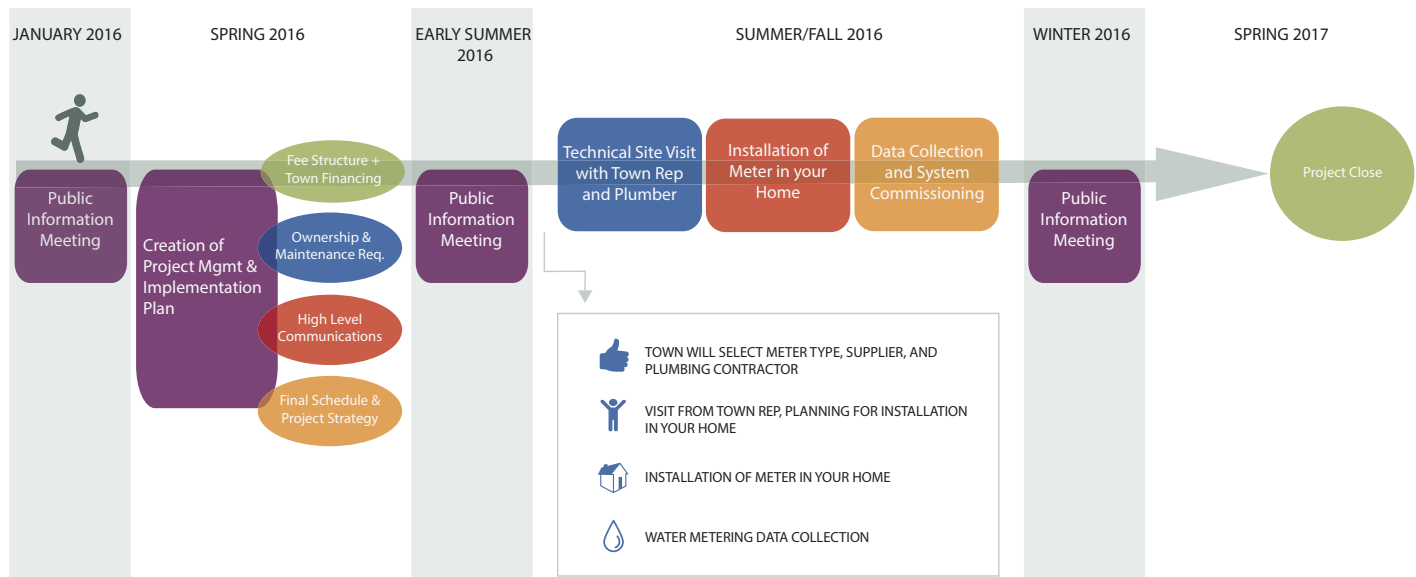 JANUARY 2016
SPRING 2016
EARLY SUMMER
2016
SUMMER/FALL 2016
WINTER 2016
SPRING 2017
Public
Information
Meeting
Creation of
Project Mgmt &
Implementation
Plan
Fee Structure +
Town Financing
Ownership &
Maintenance Req.
High Level
Communications
Final Schedule &
Project Strategy
Public
Information
Meeting
Technical Site Visit
with Town Rep
and Plumber
Installation of
Meter in your
Home
Data Collection
and System
Commissioning
Public
Information
Meeting
Project Close
TOWN WILL SELECT METER TYPE, SUPPLIER, AND
PLUMBING CONTRACTOR
VISIT FROM TOWN REP, PLANNING FOR INSTALLATION
IN YOUR HOME
INSTALLATION OF METER IN YOUR HOME
WATER METERING DATA COLLECTION